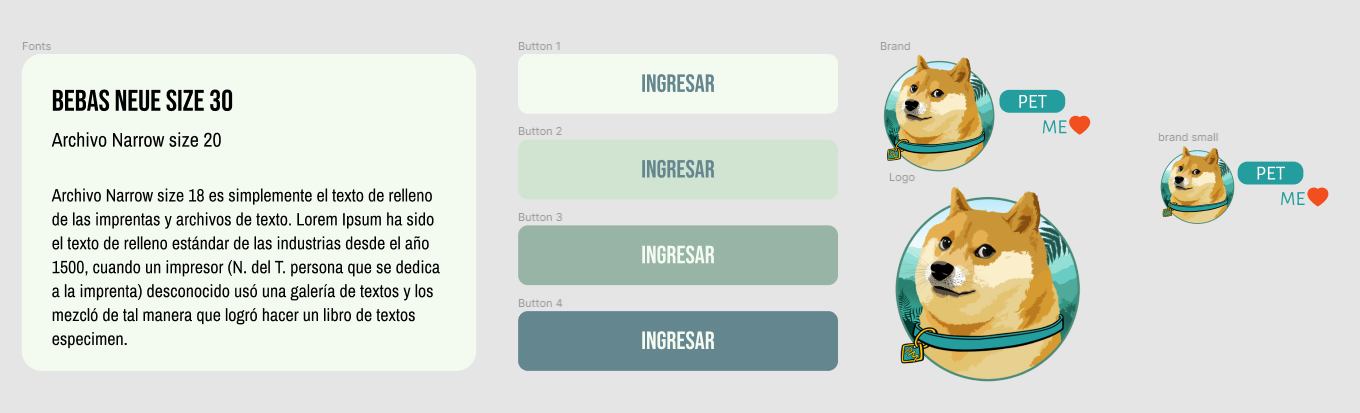 Fonts
BEBAS NEUE SIZE 30
Archivo Narrow size 20
Archivo Narrow size 18 es simplemente el texto de relleno
de las imprentas y archivos de texto. Lorem Ipsum ha sido
el texto de relleno estándar de las industrias desde el año
1500, cuando un impresor (N. del T. persona que se dedica
a la imprenta) desconocido usó una galería de textos y los
mezcló de tal manera que logró hacer un libro de textos
especimen.
Button 1
INGRESAR
Button 2
INGRESAR
Button 3
INGRESAR
Button 4
INGRESAR
Brand
PET
ME
Logo
brand small
PET
ME